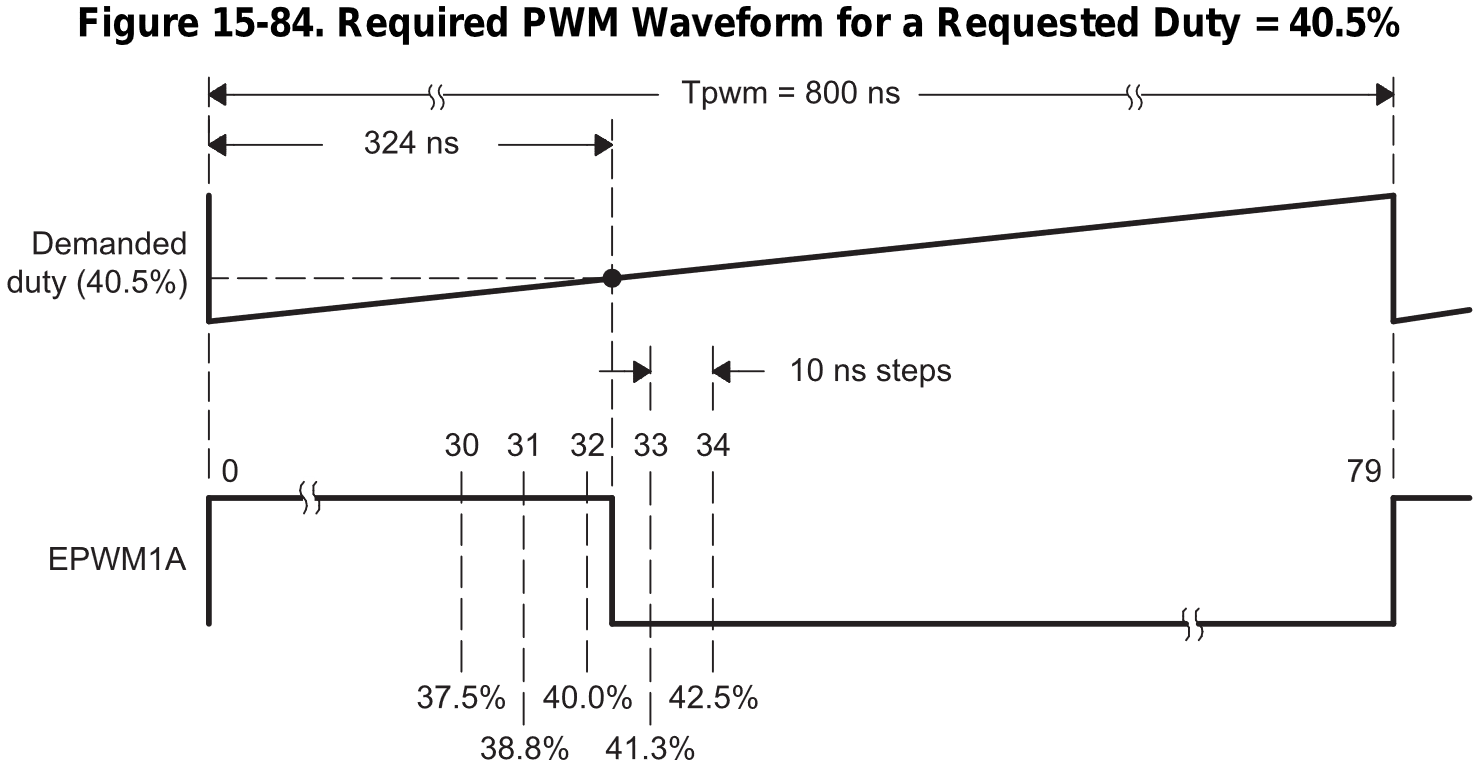 Figure 15-84. Required PWM Waveform for a Requested Duty = 40.5%
Tpwm = 800 ns
324 ns
Demanded
duty (40.5%)
10 ns steps
30 31 32 33 34
0
79
EPWM1A
37.5% 40.0% 42.5%
38.8% 41.3%